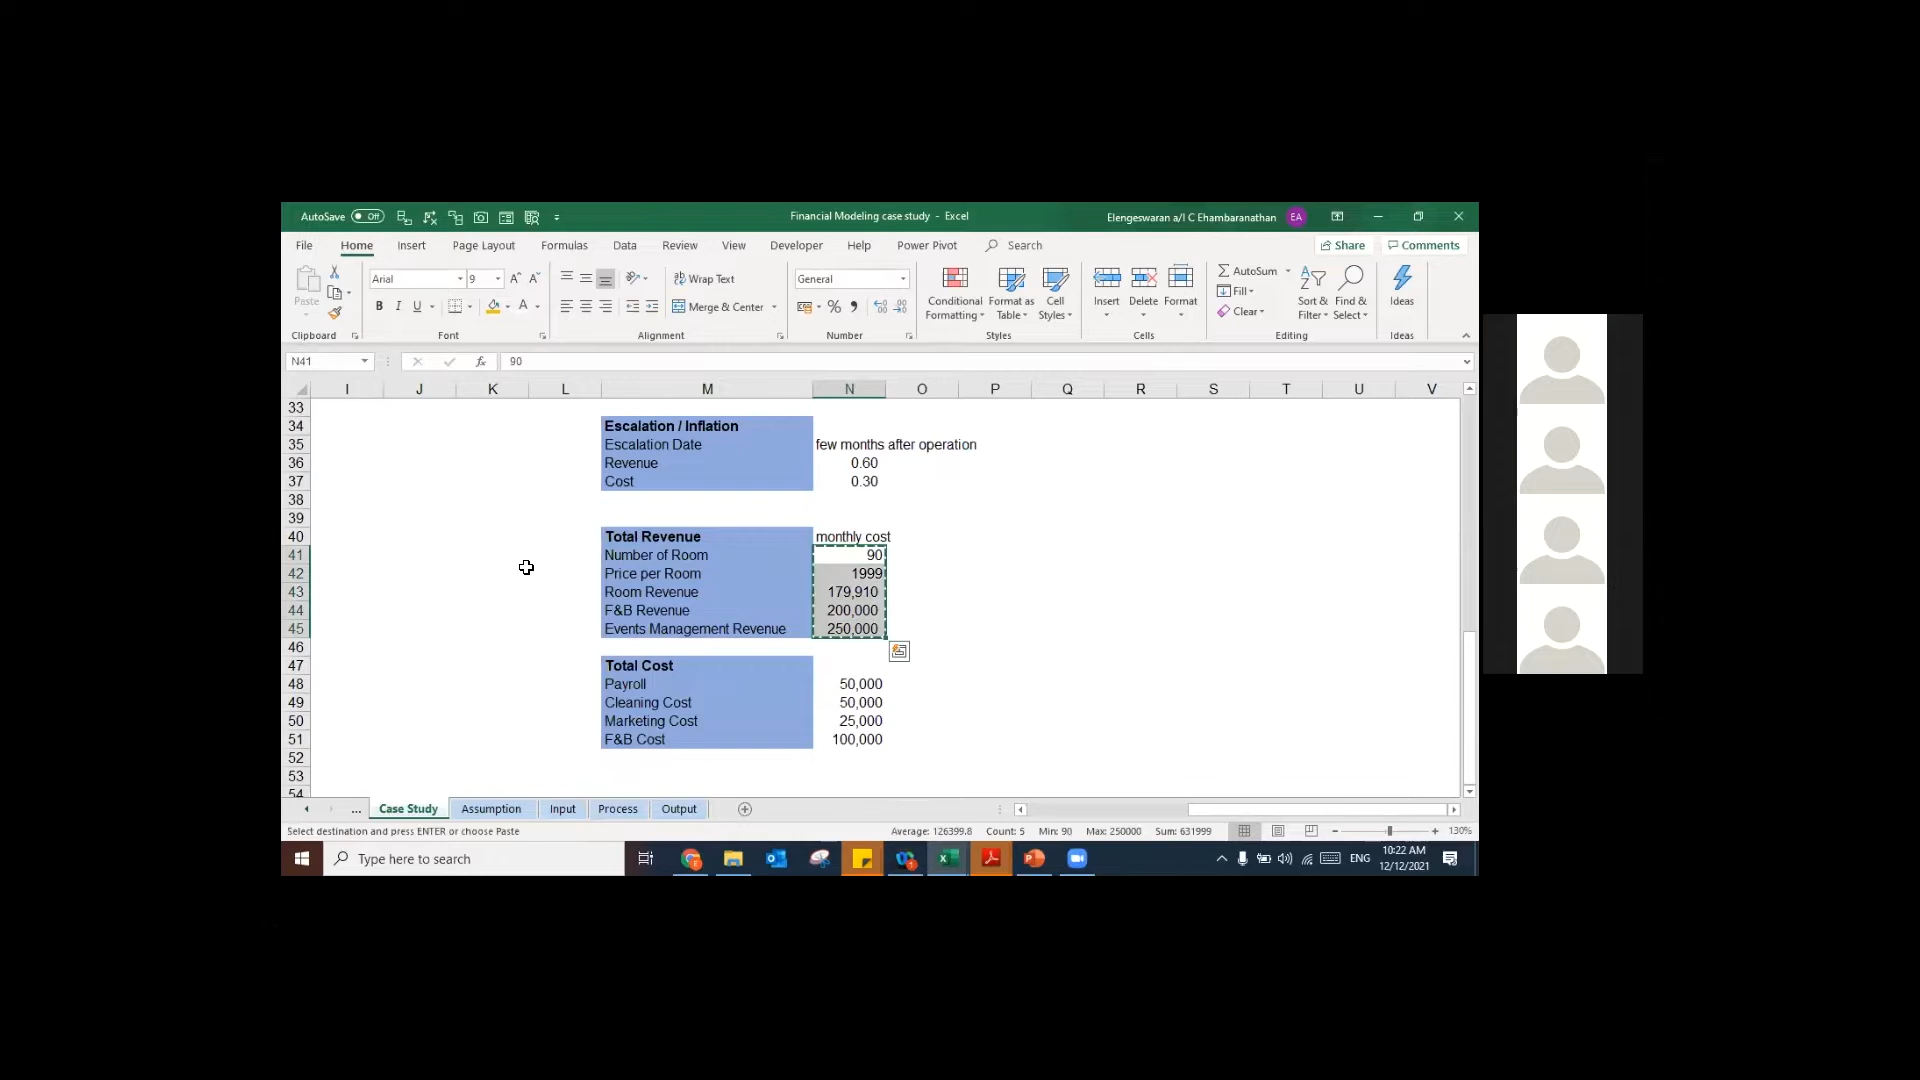 AutoSave Off Financial Modeling case study - Excel Elengeswaran a/l C Ehambaranathan EA
File Home Insert Page Layout Formulas Data Review View Developer Help Power Pivot Search Share Comments
Paste Arial 9 Wrap Text General Conditional Formatting Format as Table Cell Styles Insert Delete Format AutoSum Fill Clear Sort & Filter Find & Select Ideas
B I U Merge & Center
Clipboard Font Alignment Number Styles Cells Editing Ideas
N41 fx 90
I J K L M N O P Q R S T U V
33
34 Escalation / Inflation
35 Escalation Date few months after operation
36 Revenue 0.60
37 Cost 0.30
38
39
40 Total Revenue monthly cost
41 Number of Room 90
42 Price per Room 1999
43 Room Revenue 179,910
44 F&B Revenue 200,000
45 Events Management Revenue 250,000
46
47 Total Cost
48 Payroll 50,000
49 Cleaning Cost 50,000
50 Marketing Cost 25,000
51 F&B Cost 100,000
52
53
54
... Case Study Assumption Input Process Output
Select destination and press ENTER or choose Paste Average: 126399.8 Count: 5 Min: 90 Max: 250000 Sum: 631999 130%
Type here to search ENG 10:22 AM
12/12/2021